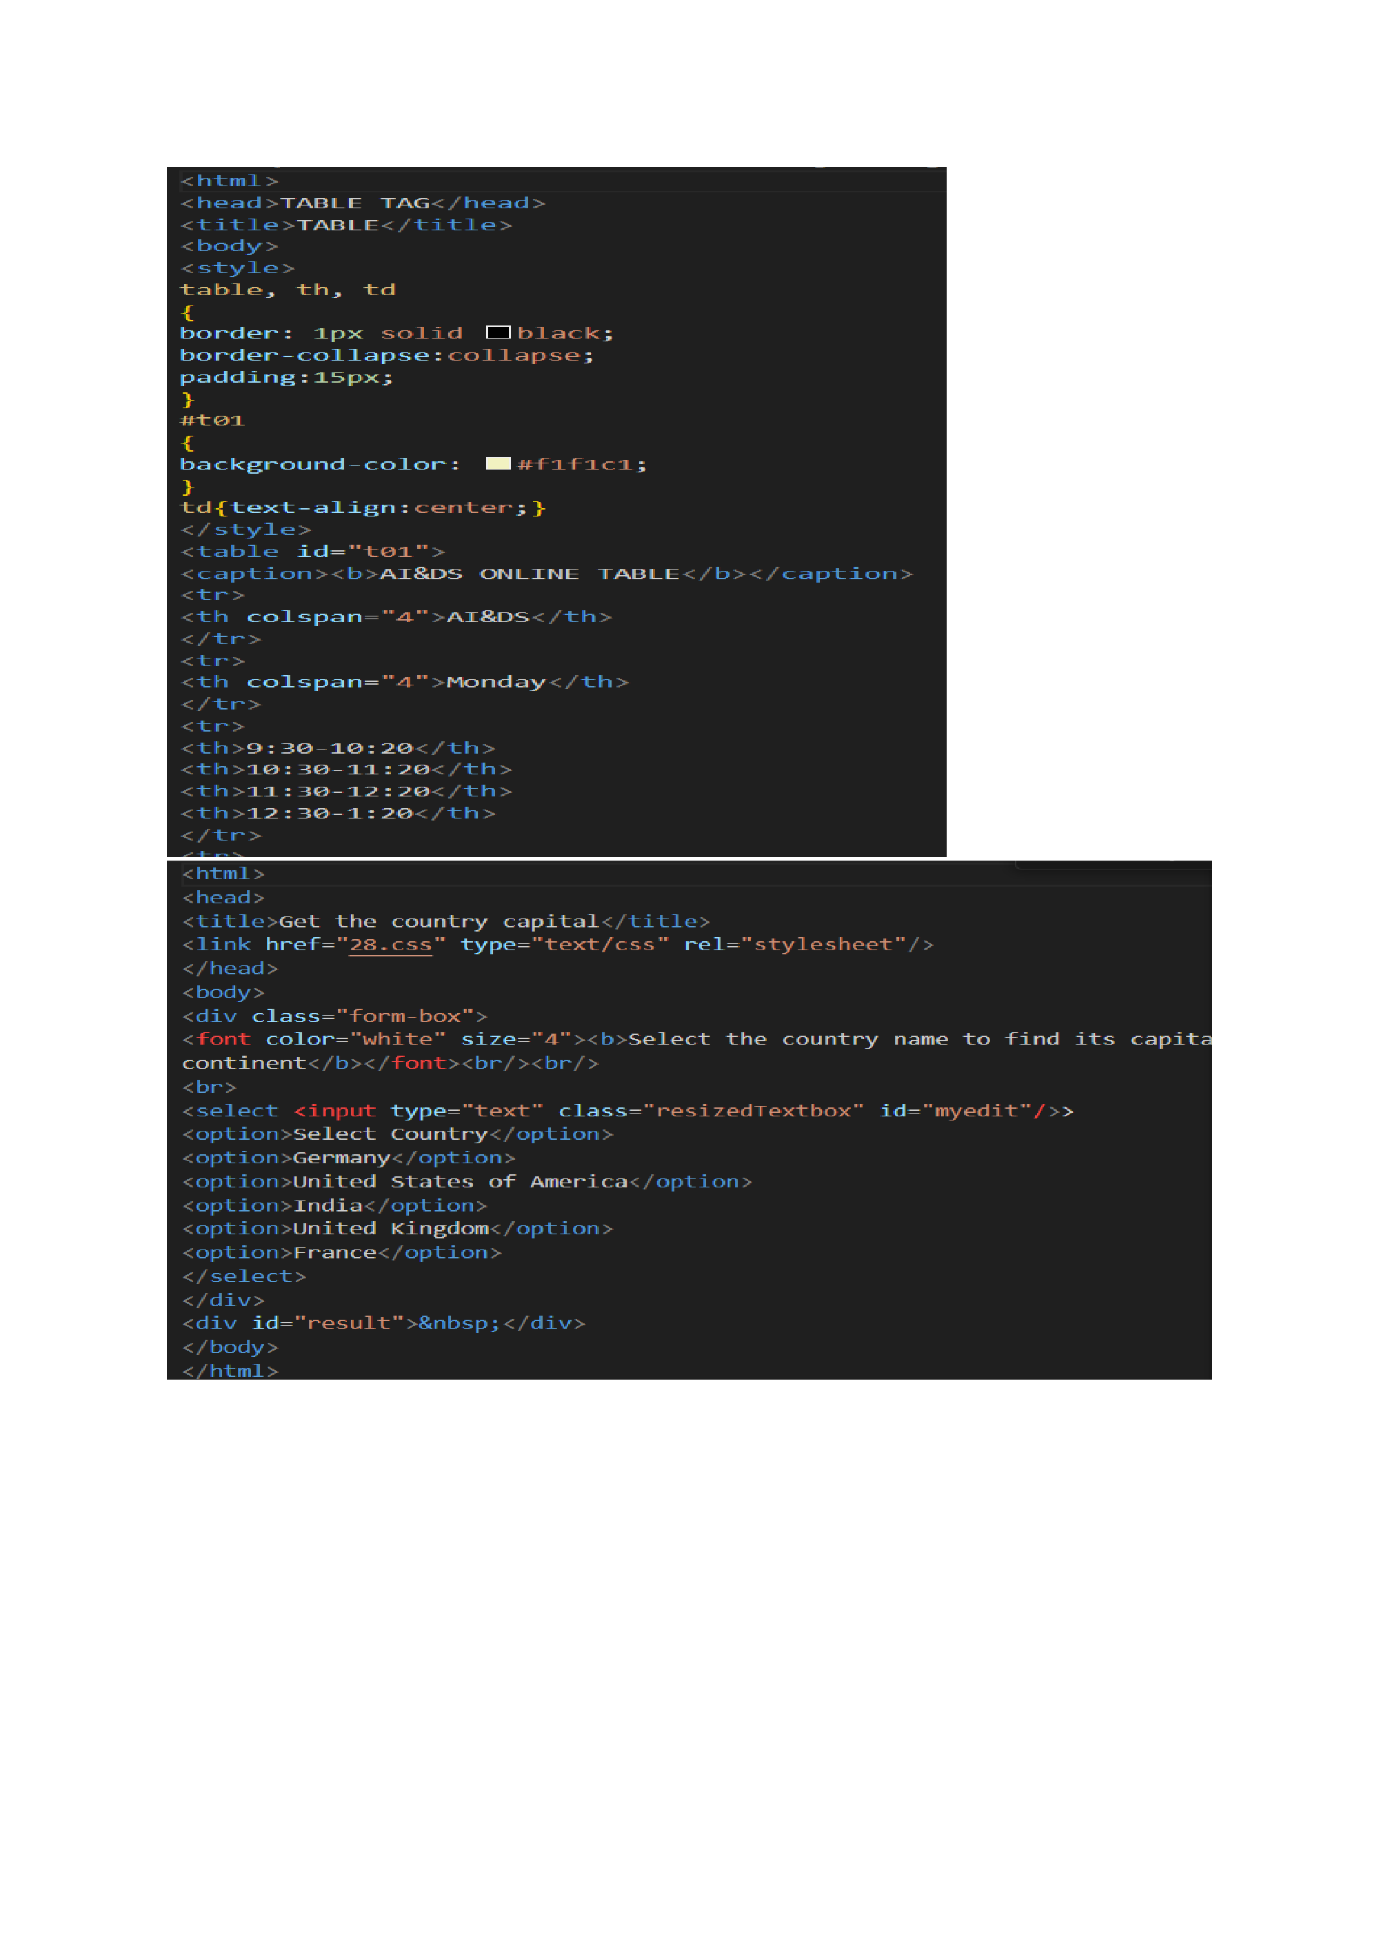 <html>
<head>TABLE TAG</head>
<title>TABLE</title>
<body>
<style>
table, th, td
{
border: 1px solid black;
border-collapse:collapse;
padding:15px;
}
#t01
{
background-color: #f1f1c1;
}
td{text-align:center;}
</style>
<table id="t01">
<caption><b>AI&DS ONLINE TABLE</b></caption>
<tr>
<th colspan="4">AI&DS</th>
</tr>
<tr>
<th colspan="4">Monday</th>
</tr>
<tr>
<th>9:30-10:20</th>
<th>10:30-11:20</th>
<th>11:30-12:20</th>
<th>12:30-1:20</th>
</tr>
<tr>
<html>
<head>
<title>Get the country capital</title>
<link href="28.css" type="text/css" rel="stylesheet"/>
</head>
<body>
<div class="form-box">
<font color="white" size="4"><b>Select the country name to find its capita
continent</b></font><br/><br/>
<br>
<select <input type="text" class="resizedTextbox" id="myedit"/>>
<option>Select Country</option>
<option>Germany</option>
<option>United States of America</option>
<option>India</option>
<option>United Kingdom</option>
<option>France</option>
</select>
</div>
<div id="result">&nbsp;</div>
</body>
</html>